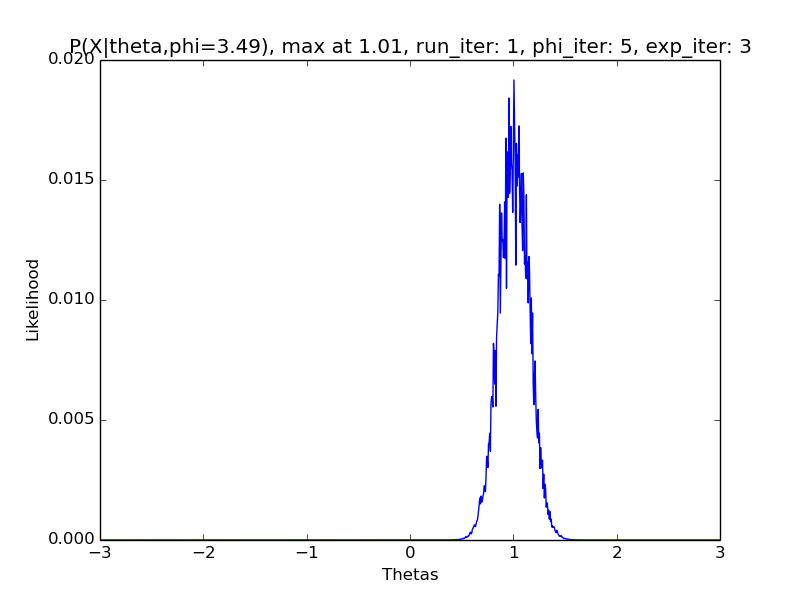 P(X|theta,phi=3.49), max at 1.01, run_iter: 1, phi_iter: 5, exp_iter: 3
0.020
0.015
0.010
0.005
0.000
Likelihood
−3 −2 −1 0 1 2 3
Thetas